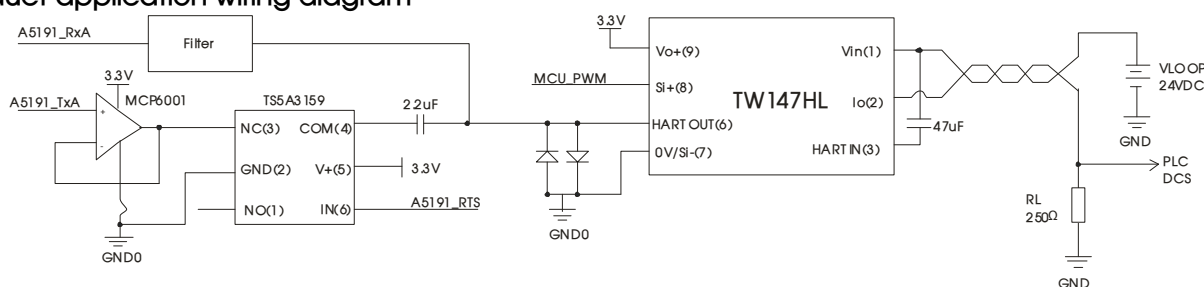 application wiring diagram
A5191_RxA
Filter
3.3V
A5191_TxA
MCP6001
+
-
GND0
TS5A3159
NC(3)
COM(4)
GND(2)
V+(5)
NO(1)
IN(6)
2.2uF
3.3V
A5191_RTS
GND0
3.3V
MCU_PWM
Vo+(9)
Si+(8)
HART OUT(6)
0V/Si-(7)
TW147HL
Vin(1)
Io(2)
HART IN(3)
47uF
VLOOP
24VDC
GND
PLC
DCS
RL
250Ω
GND